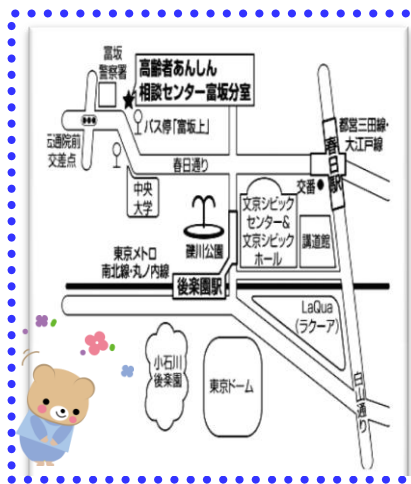 富坂
警察署
高齢者あんしん
相談センター富坂分室
バス停「富坂上」
伝通院前
交差点
春日通り
中央
大学
都営三田線・
大江戸線
春日駅
交番
文京シビック
センター&
文京シビック
ホール
講道館
礫川公園
東京メトロ
南北線・丸ノ内線
後楽園駅
LaQua
(ラクーア)
小石川
後楽園
東京ドーム
白山通り